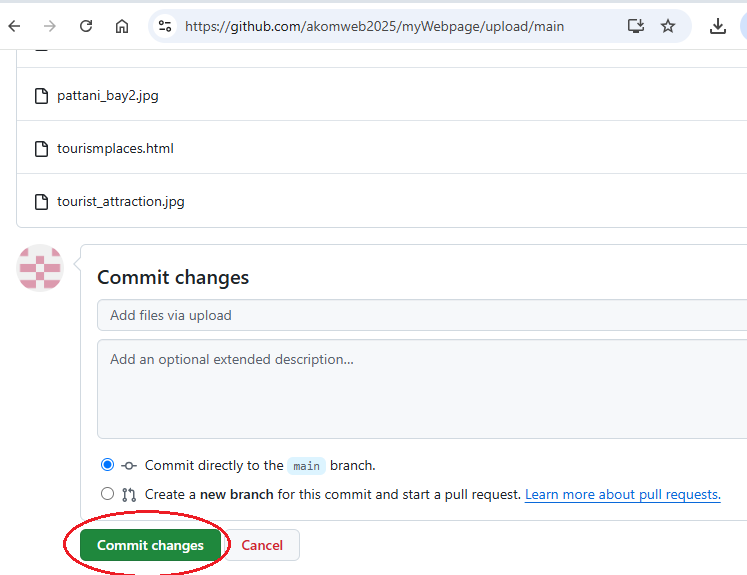 https://github.com/akomweb2025/myWebpage/upload/main
pattani_bay2.jpg
tourismplaces.html
tourist_attraction.jpg
Commit changes
Add files via upload
Add an optional extended description...
Commit directly to the main branch.
Create a new branch for this commit and start a pull request. Learn more about pull requests.
Commit changes Cancel